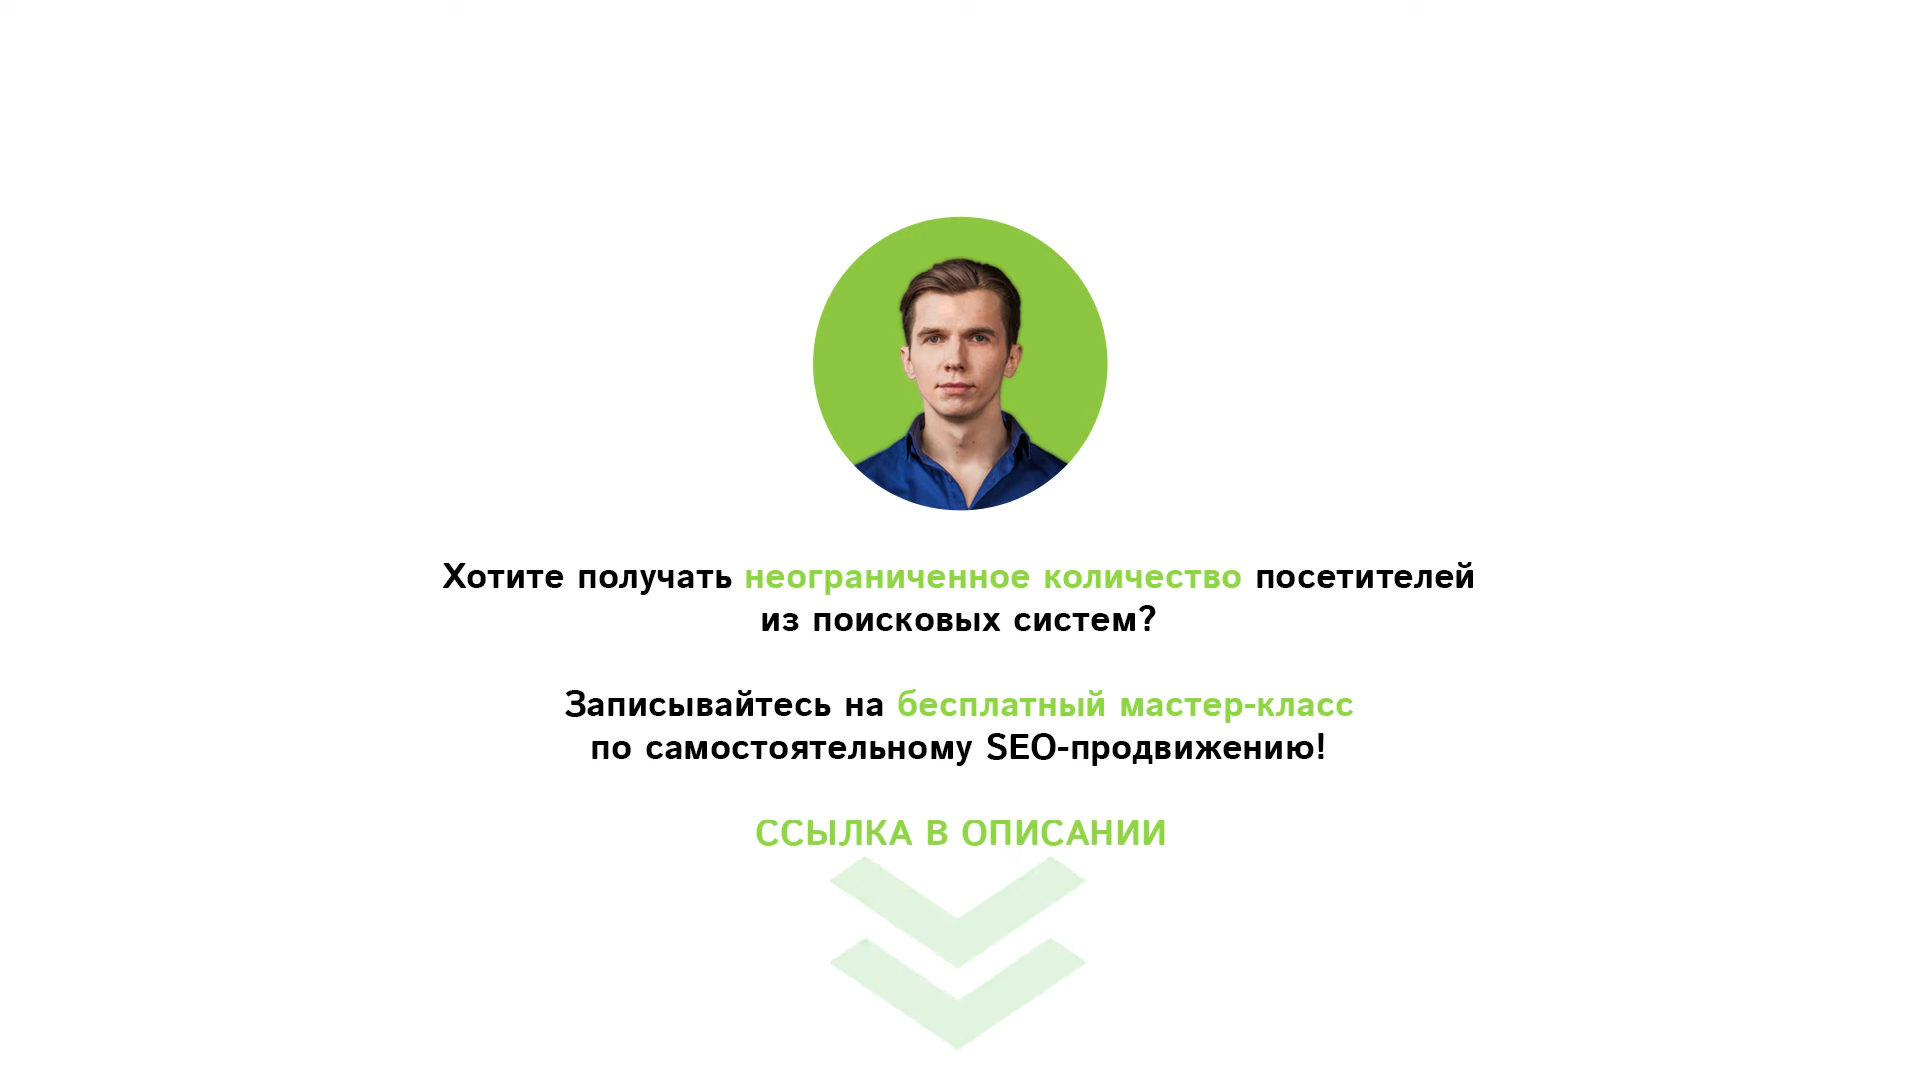 Хотите получать неограниченное количество посетителей
из поисковых систем?
Записывайтесь на бесплатный мастер-класс
по самостоятельному SEO-продвижению!
ССЫЛКА В ОПИСАНИИ